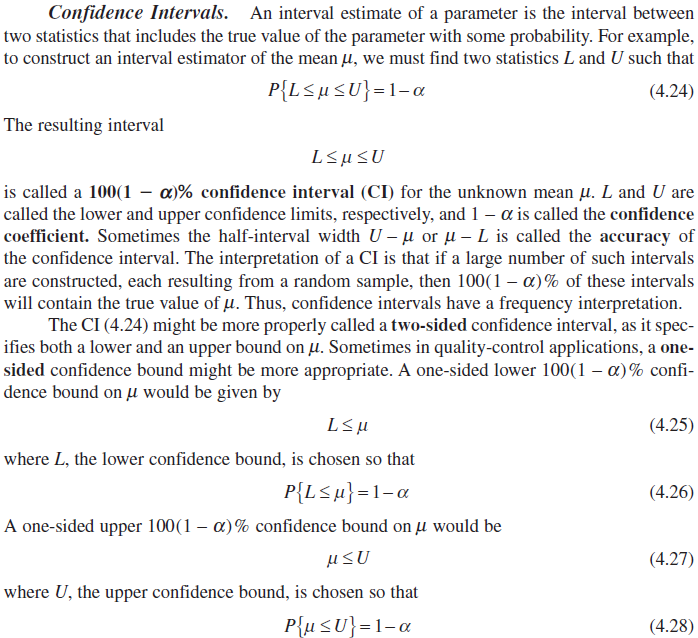 Confidence Intervals. An interval estimate of a parameter is the interval between
two statistics that includes the true value of the parameter with some probability. For example,
to construct an interval estimator of the mean μ, we must find two statistics L and U such that
P{L ≤ μ ≤ U} = 1 − α (4.24)
The resulting interval
L ≤ μ ≤ U
is called a 100(1 − α)% confidence interval (CI) for the unknown mean μ. L and U are
called the lower and upper confidence limits, respectively, and 1 − α is called the confidence
coefficient. Sometimes the half-interval width U − μ or μ − L is called the accuracy of
the confidence interval. The interpretation of a CI is that if a large number of such intervals
are constructed, each resulting from a random sample, then 100(1 − α)% of these intervals
will contain the true value of μ. Thus, confidence intervals have a frequency interpretation.
The CI (4.24) might be more properly called a two-sided confidence interval, as it spec-
ifies both a lower and an upper bound on μ. Sometimes in quality-control applications, a one-
sided confidence bound might be more appropriate. A one-sided lower 100(1 − α)% confi-
dence bound on μ would be given by
L ≤ μ (4.25)
where L, the lower confidence bound, is chosen so that
P{L ≤ μ} = 1 − α (4.26)
A one-sided upper 100(1 − α)% confidence bound on μ would be
μ ≤ U (4.27)
where U, the upper confidence bound, is chosen so that
P{μ ≤ U} = 1 − α (4.28)